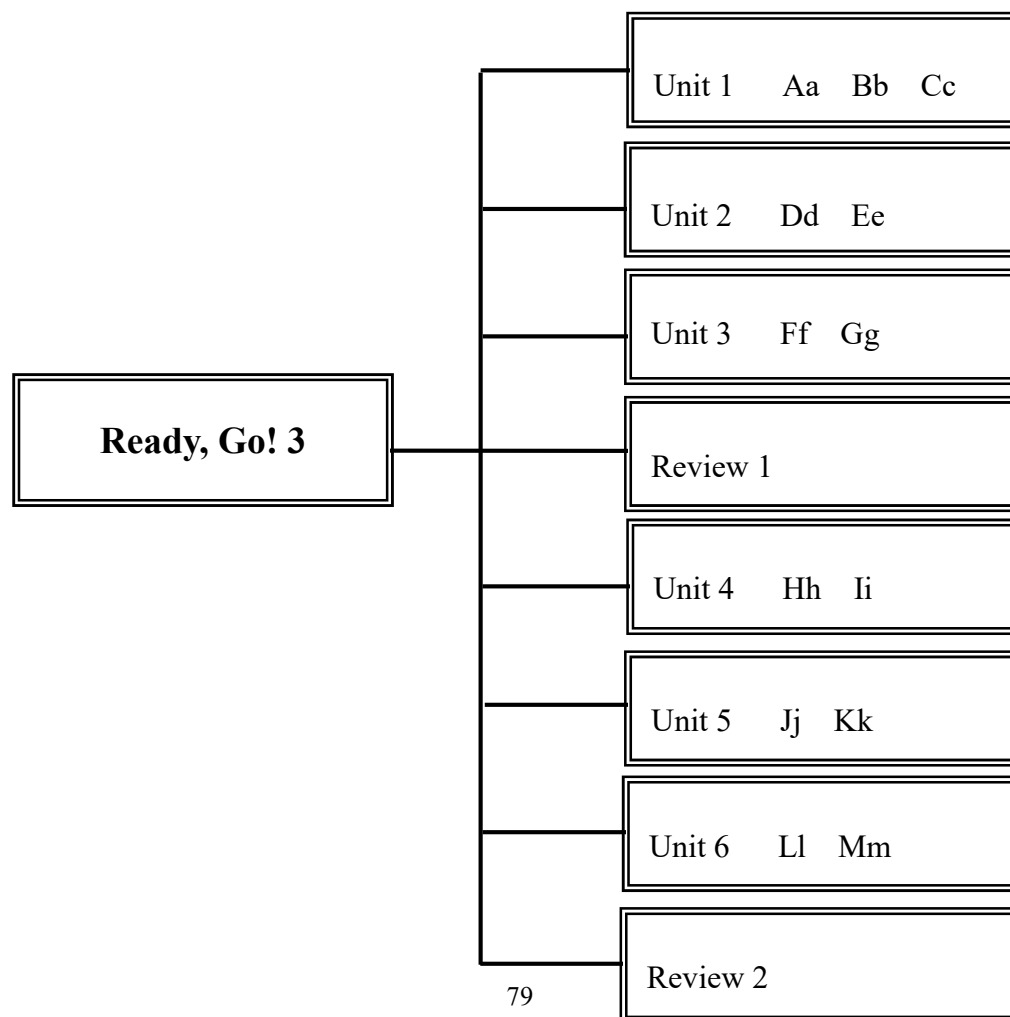 Unit 1 Aa Bb Cc
Unit 2 Dd Ee
Unit 3 Ff Gg
Ready, Go! 3
Review 1
Unit 4 Hh Ii
Unit 5 Jj Kk
Unit 6 Ll Mm
Review 2
79